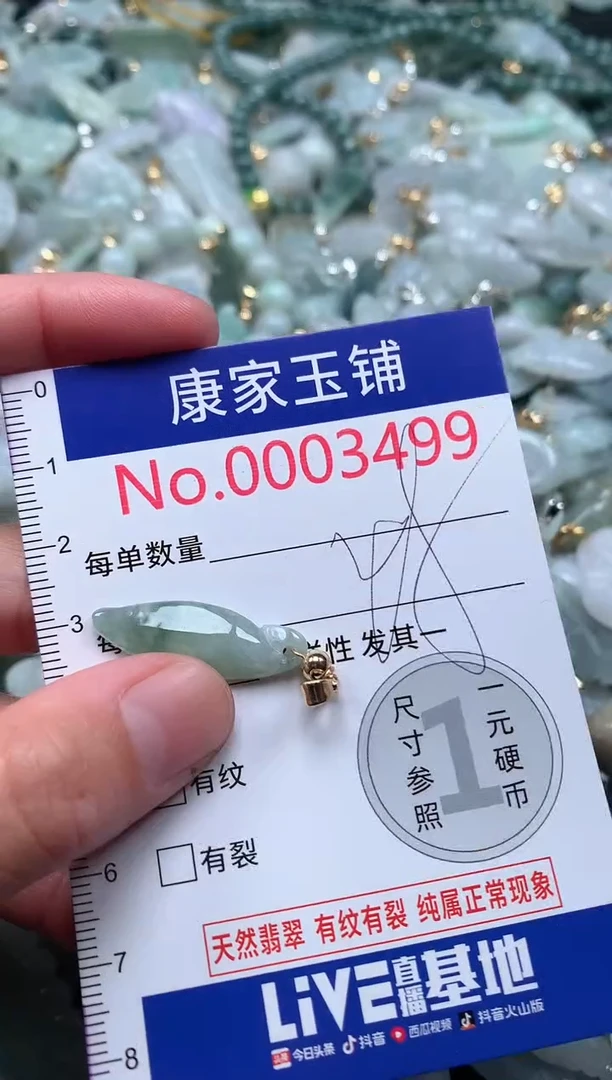 康家玉铺
No.0003499
0
1
2
3
6
7
8
每单数量
性 发其一
尺寸参照
1
一元硬币
有纹
有裂
天然翡翠 有纹有裂 纯属正常现象
LiVE直播基地
头条 今日头条 抖音 西瓜视频 抖音火山版